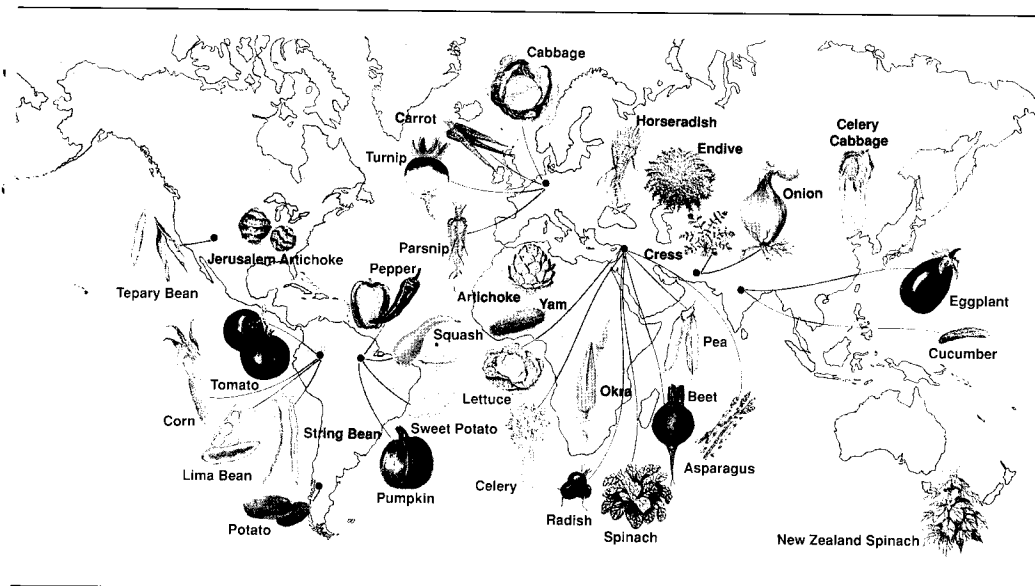 Cabbage
Carrot
Horseradish
Celery
Cabbage
Turnip
Endive
Onion
Parsnip
Cress
Jerusalem Artichoke
Pepper
Tepary Bean
Artichoke
Yam
Eggplant
Squash
Pea
Cucumber
Tomato
Lettuce
Okra
Beet
Corn
String Bean
Sweet Potato
Lima Bean
Asparagus
Celery
Pumpkin
Radish
Potato
Spinach
New Zealand Spinach